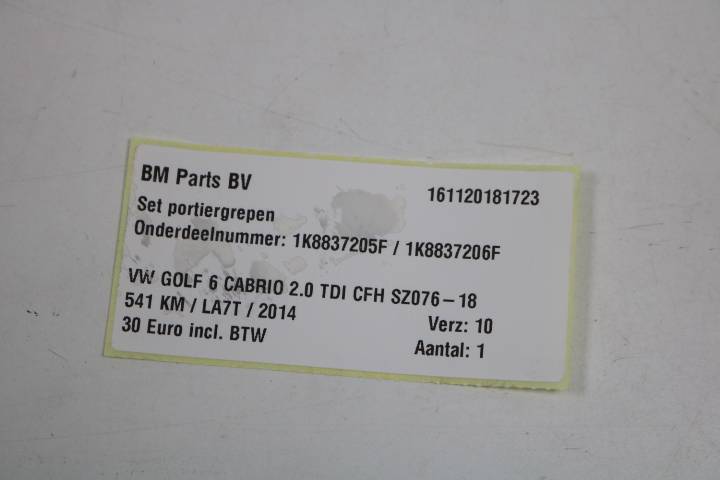 BM Parts BV 161120181723
Set portiergrepen
Onderdeelnummer: 1K8837205F / 1K8837206F
VW GOLF 6 CABRIO 2.0 TDI CFH SZ076-18
541 KM / LA7T / 2014 Verz: 10
30 Euro incl. BTW Aantal: 1